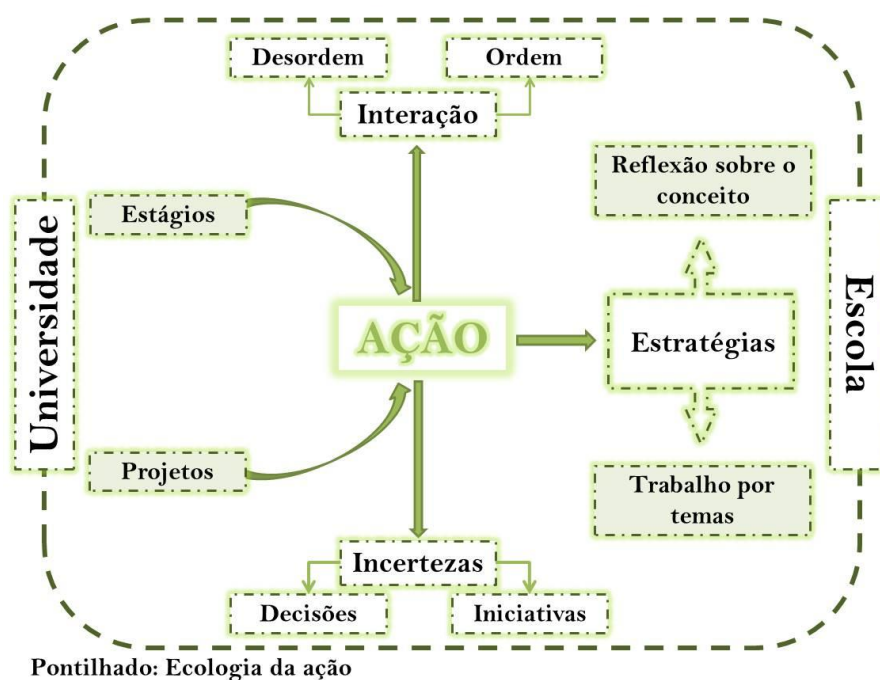 Desordem
Ordem
Interação
Reflexão sobre o
conceito
Estágios
Universidade
AÇÃO
Estratégias
Escola
Projetos
Trabalho por
temas
Incertezas
Decisões
Iniciativas
Pontilhado: Ecologia da ação